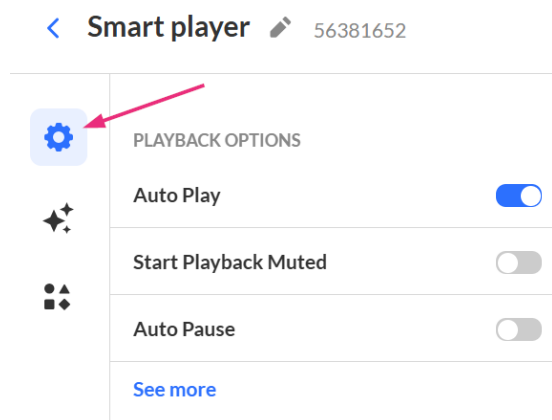 Smart player 56381652
PLAYBACK OPTIONS
Auto Play
Start Playback Muted
Auto Pause
See more